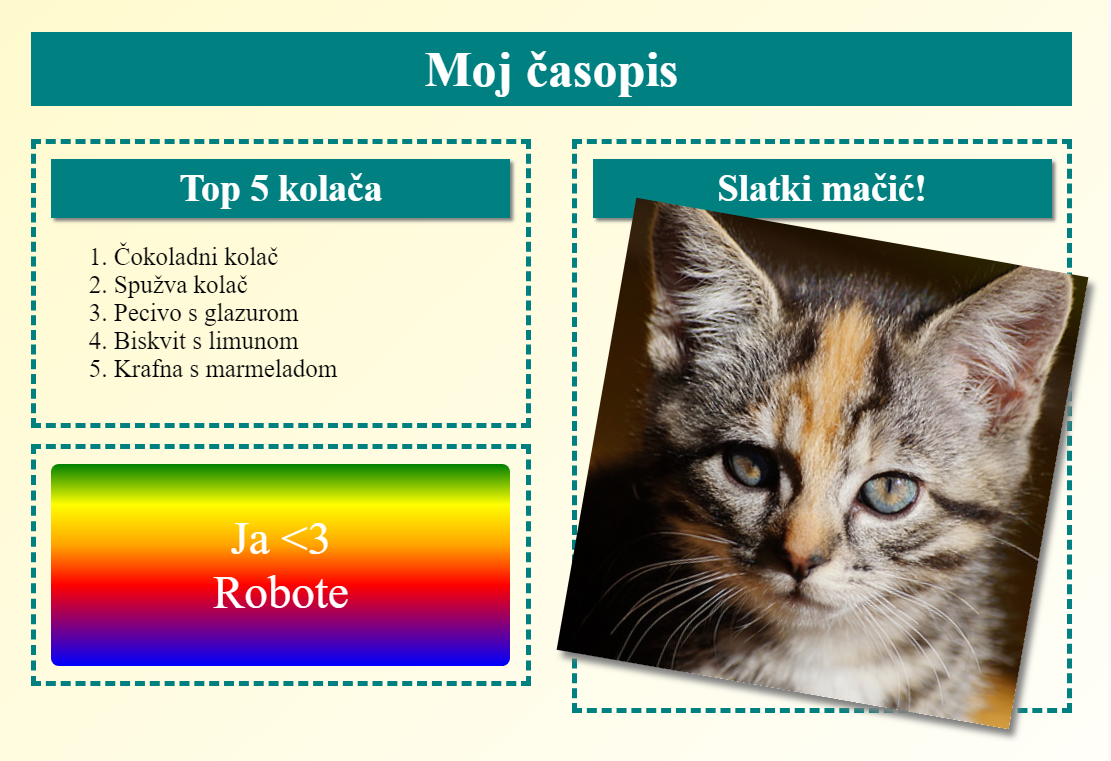 Moj časopis
Top 5 kolača
1. Čokoladni kolač
2. Spužva kolač
3. Pecivo s glazurom
4. Biskvit s limunom
5. Krafna s marmeladom
Ja <3
Robote
Slatki mačić!